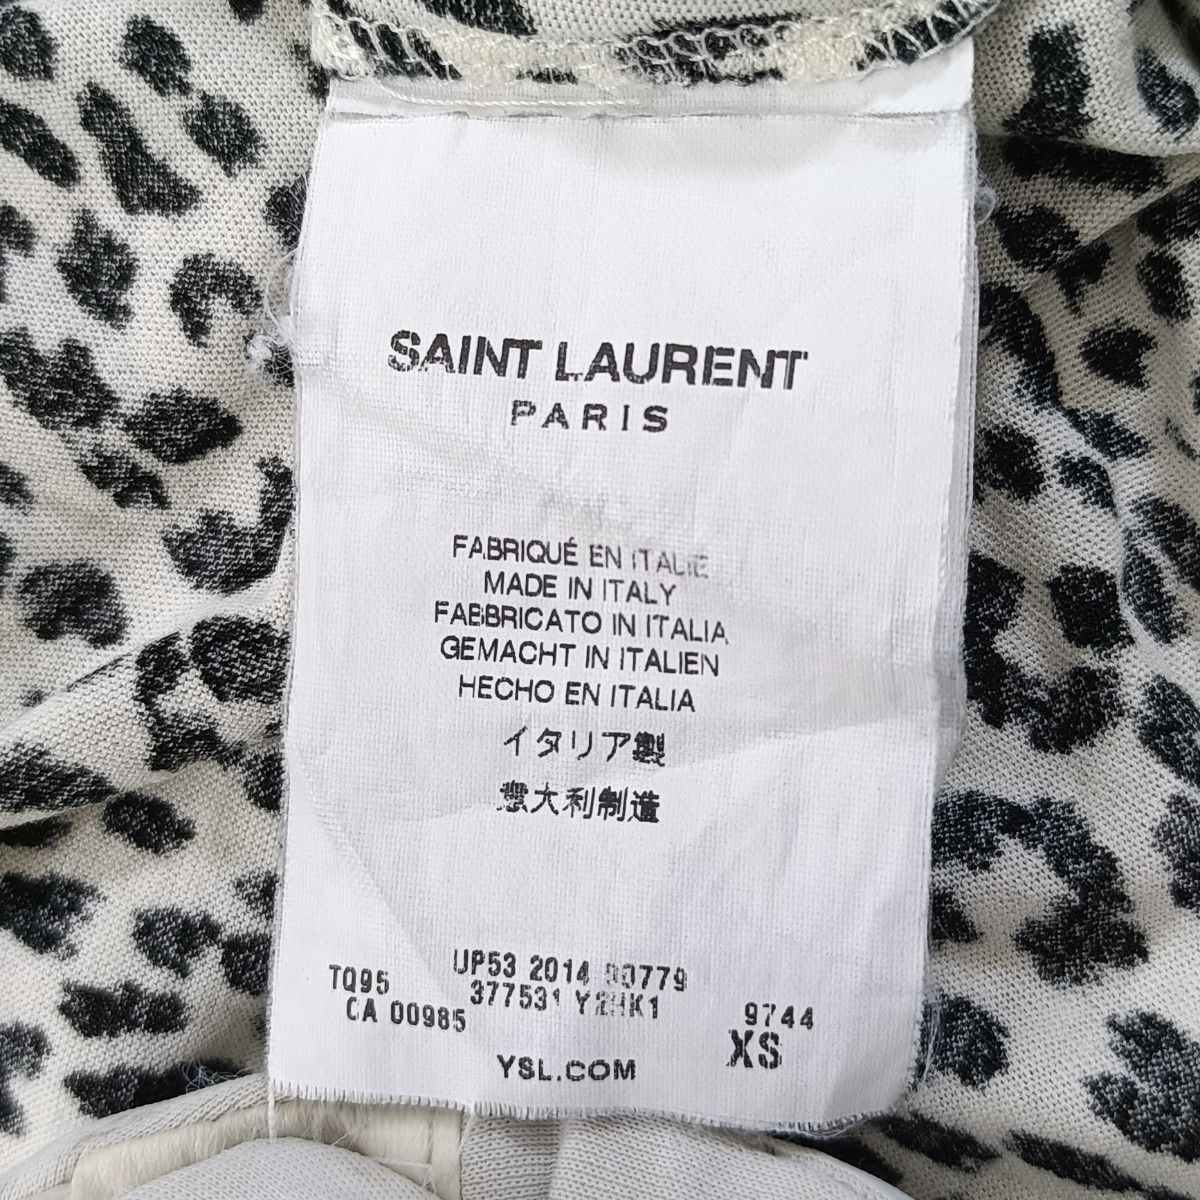 SAINT LAURENT
PARIS
FABRIQUÉ EN ITALIE
MADE IN ITALY
FABBRICATO IN ITALIA
GEMACHT IN ITALIEN
HECHO EN ITALIA
イタリア製
意大利制造
TQ95 UP53 2014 00779
CA 00985 377531 Y2HK1 9744
XS
YSL.COM